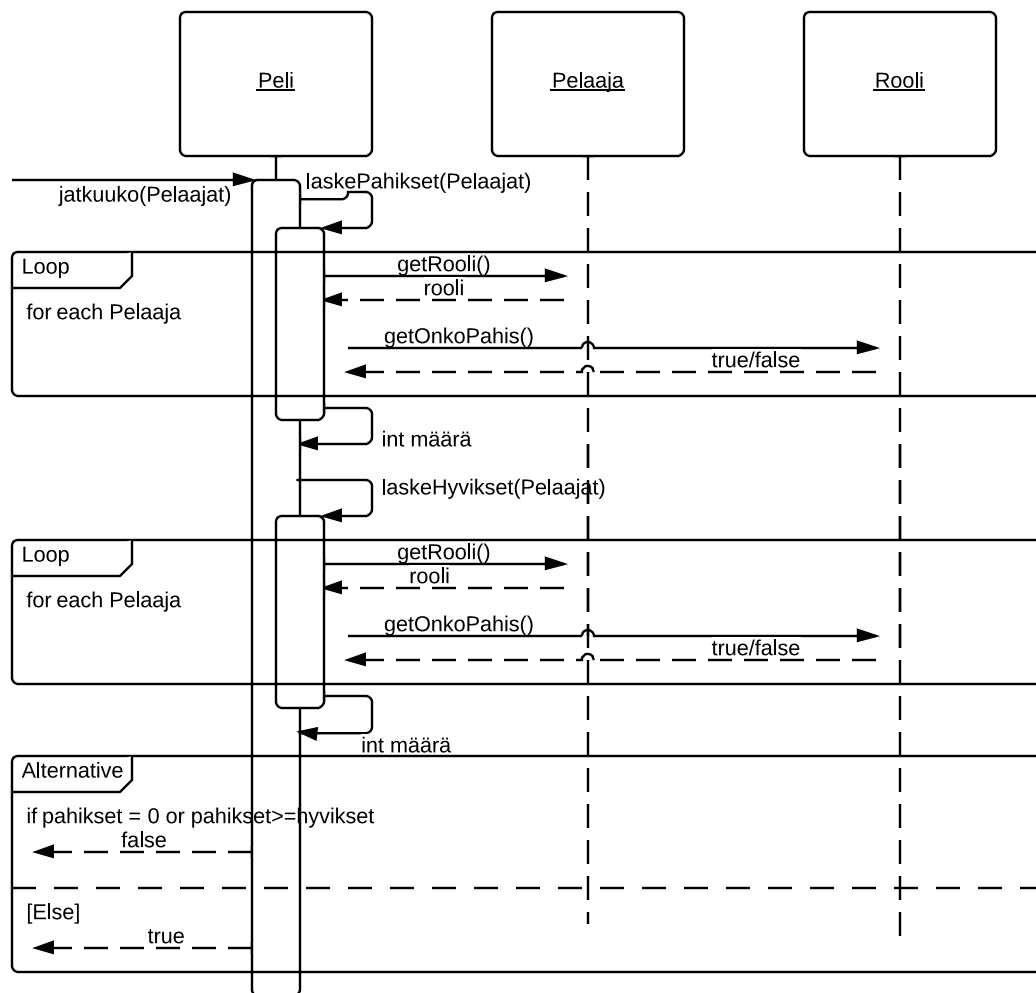 Peli
Pelaaja
Rooli
jatkuuko(Pelaajat)
laskePahikset(Pelaajat)
Loop
for each Pelaaja
getRooli()
rooli
getOnkoPahis()
true/false
int määrä
laskeHyvikset(Pelaajat)
Loop
for each Pelaaja
getRooli()
rooli
getOnkoPahis()
true/false
int määrä
Alternative
if pahikset = 0 or pahikset>=hyvikset
false
[Else]
true